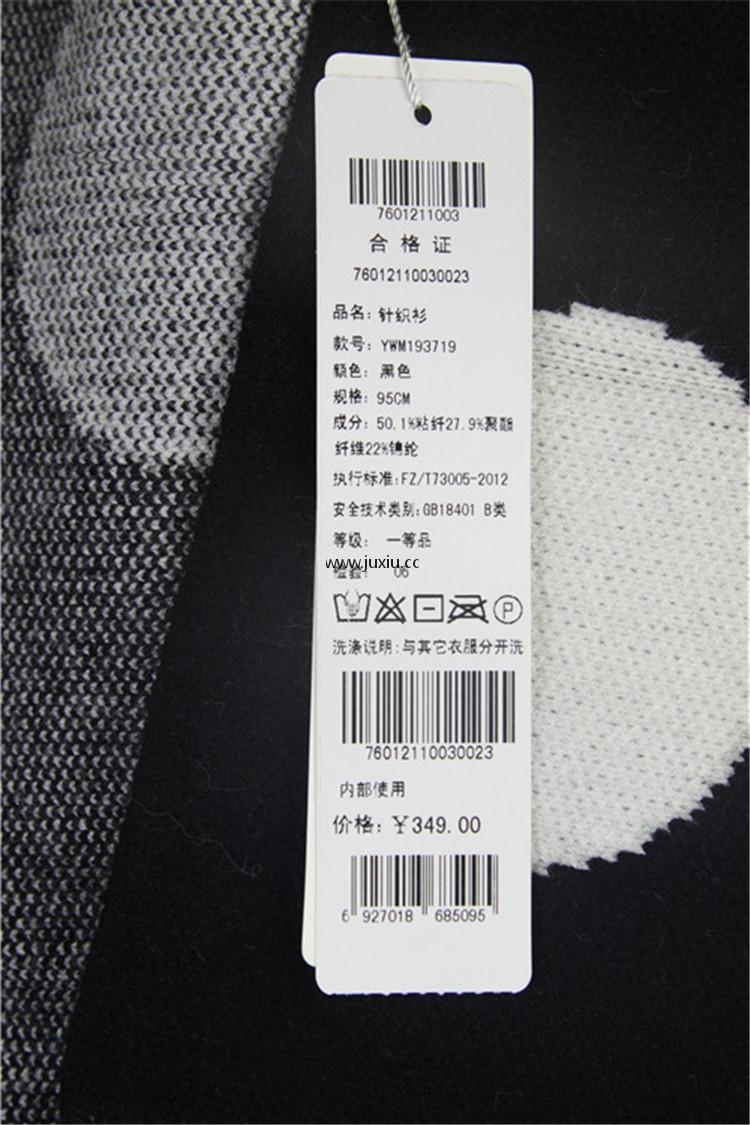 7601211003
合格证
76012110030023
品名: 针织衫
款号: YWM193719
颜色: 黑色
规格: 95CM
成分: 50.1%粘纤27.9%聚酯
纤维22%锦纶
执行标准:FZ/T73005-2012
安全技术类别:GB18401 B类
等级: 一等品
www.juxiu.cc
检验: 06
P
洗涤说明:与其它衣服分开洗
76012110030023
内部使用
价格: ¥349.00
6 927018 685095